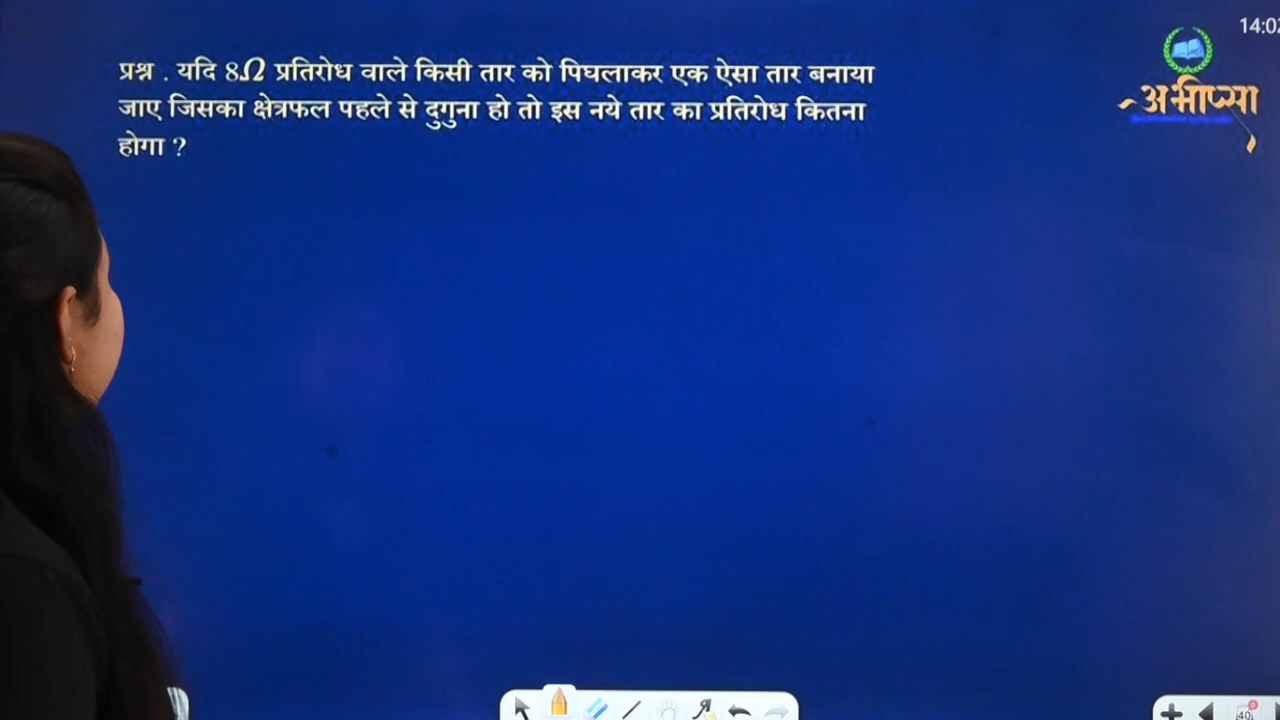 14:02
प्रश्न . यदि 8Ω प्रतिरोध वाले किसी तार को पिघलाकर एक ऐसा तार बनाया
जाए जिसका क्षेत्रफल पहले से दुगुना हो तो इस नये तार का प्रतिरोध कितना
होगा ?
अभीप्सा
40